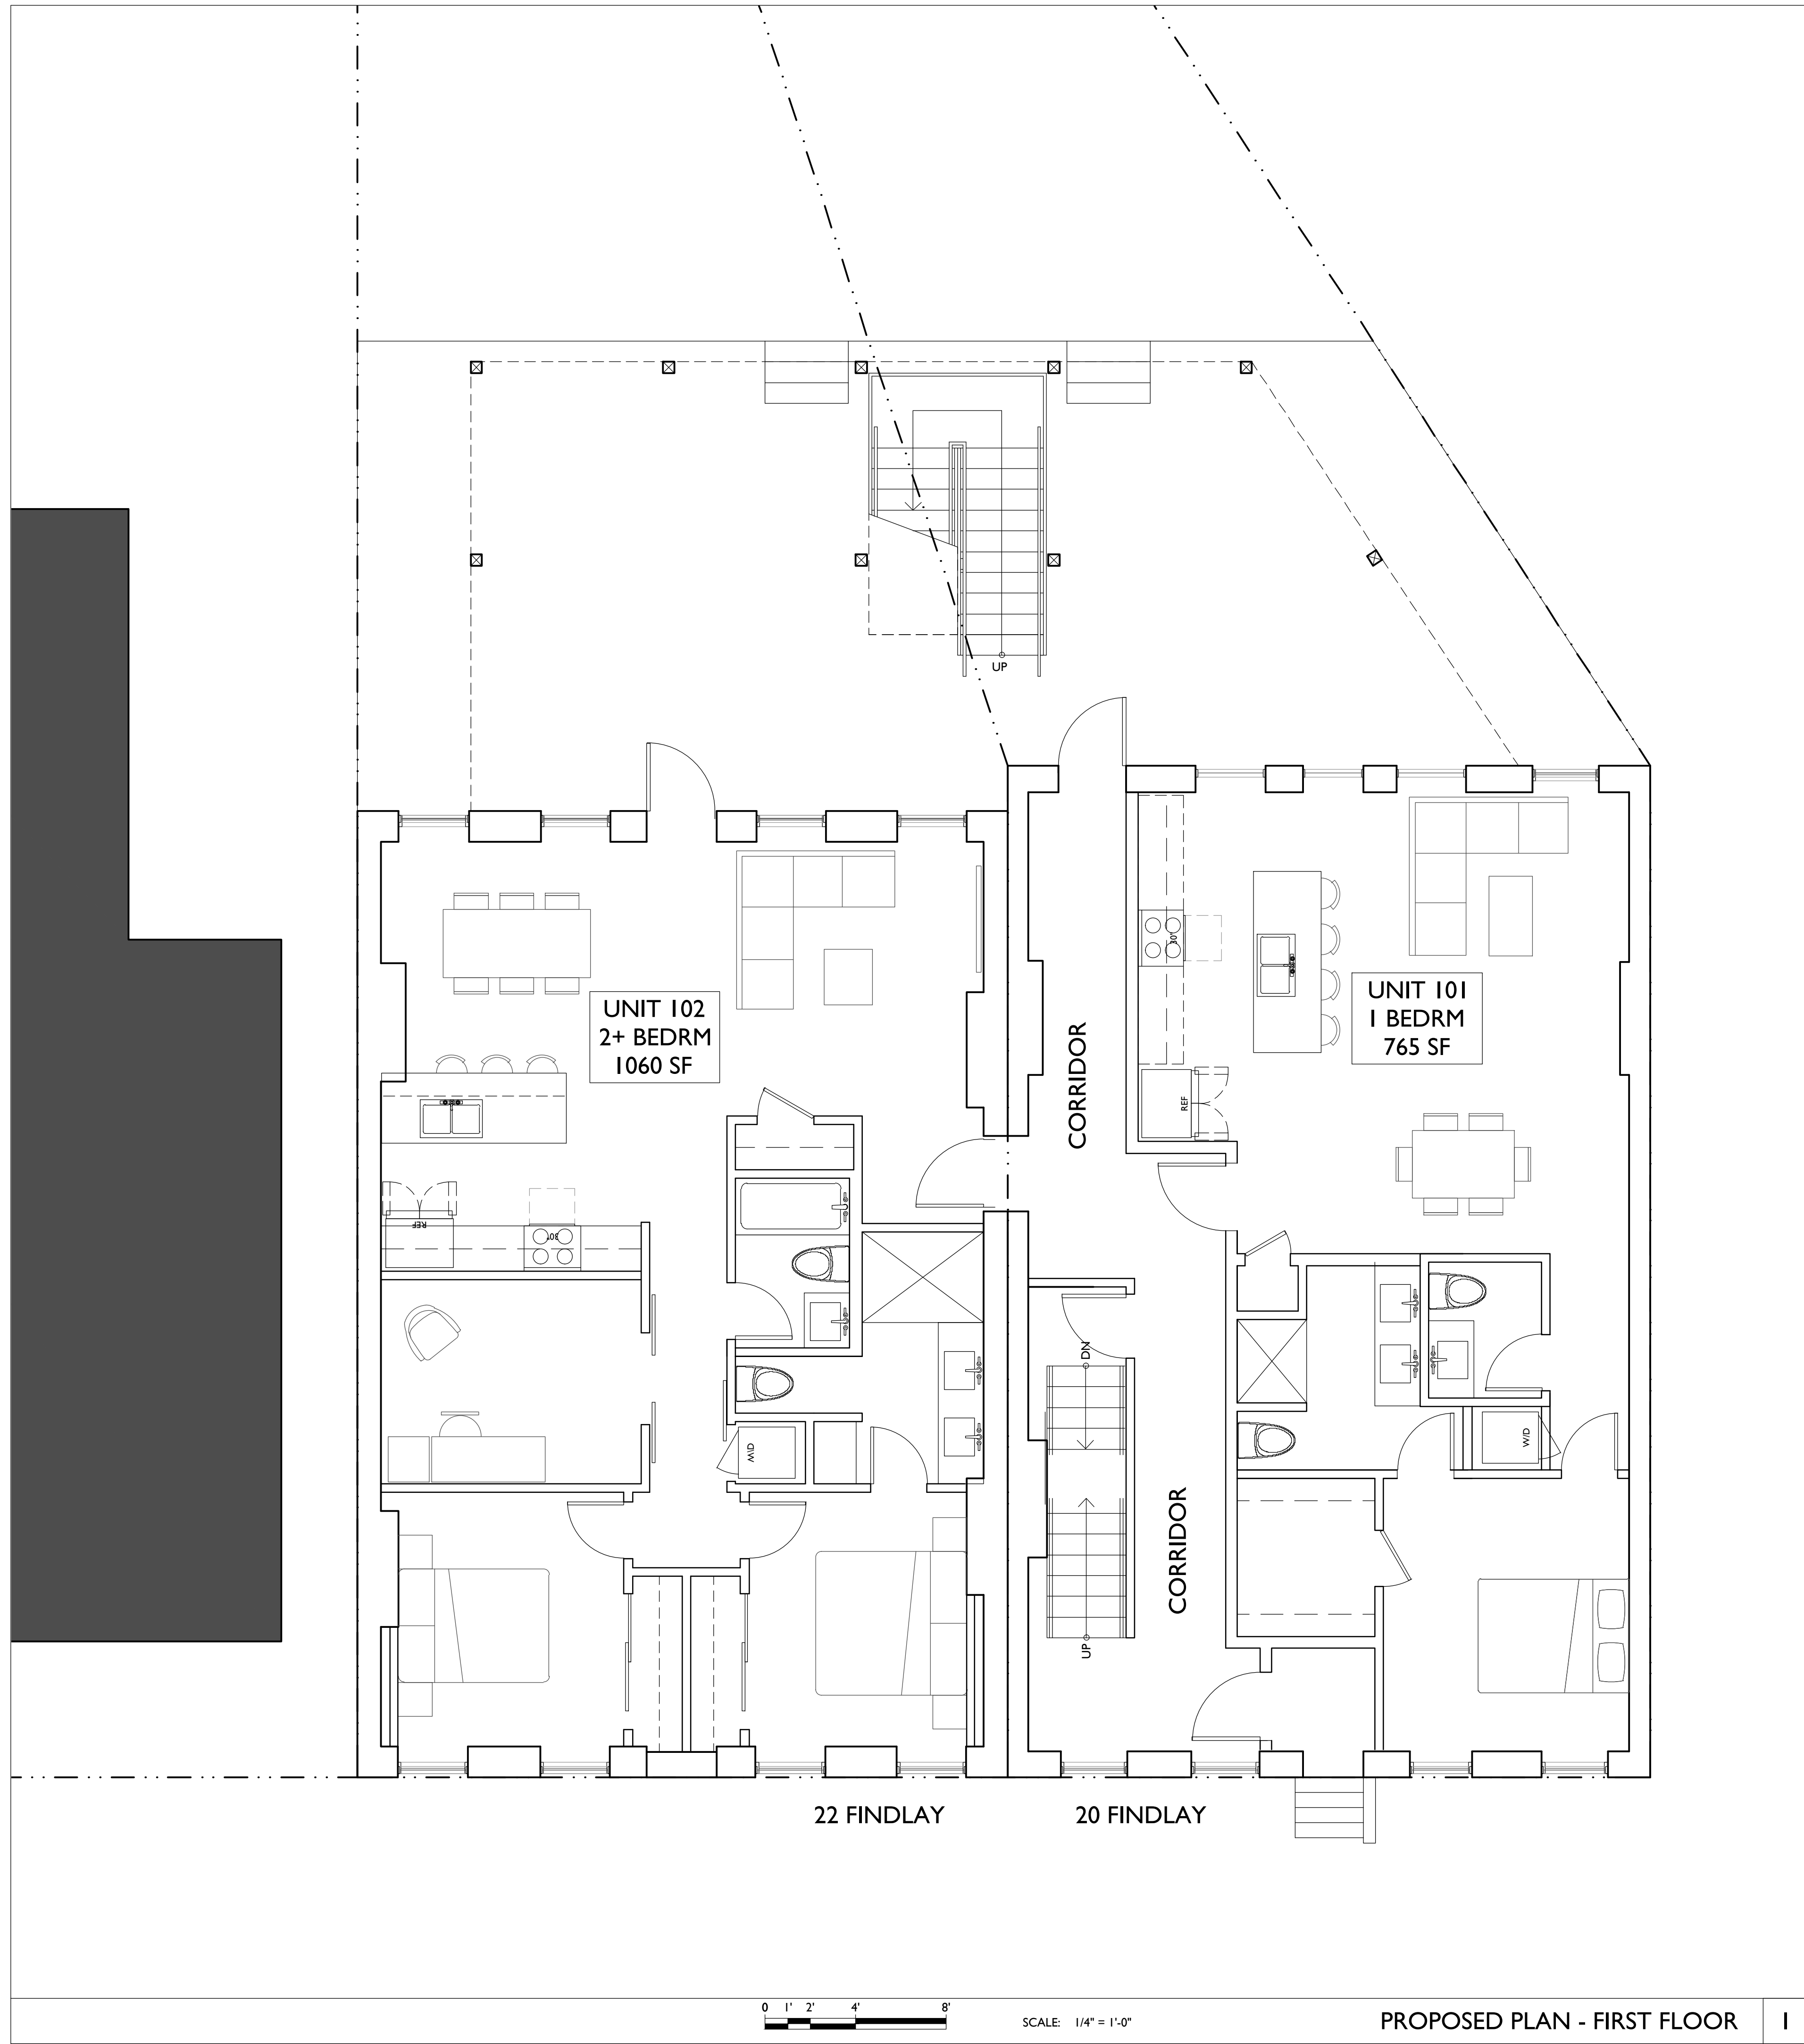 UP
UNIT 102
2+ BEDRM
1060 SF
UNIT 101
1 BEDRM
765 SF
30"
CORRIDOR
REF
REF
30"
DN
W/D
W/D
CORRIDOR
UP
22 FINDLAY
20 FINDLAY
0 1' 2' 4' 8'
SCALE: 1/4" = 1'-0"
PROPOSED PLAN - FIRST FLOOR
1